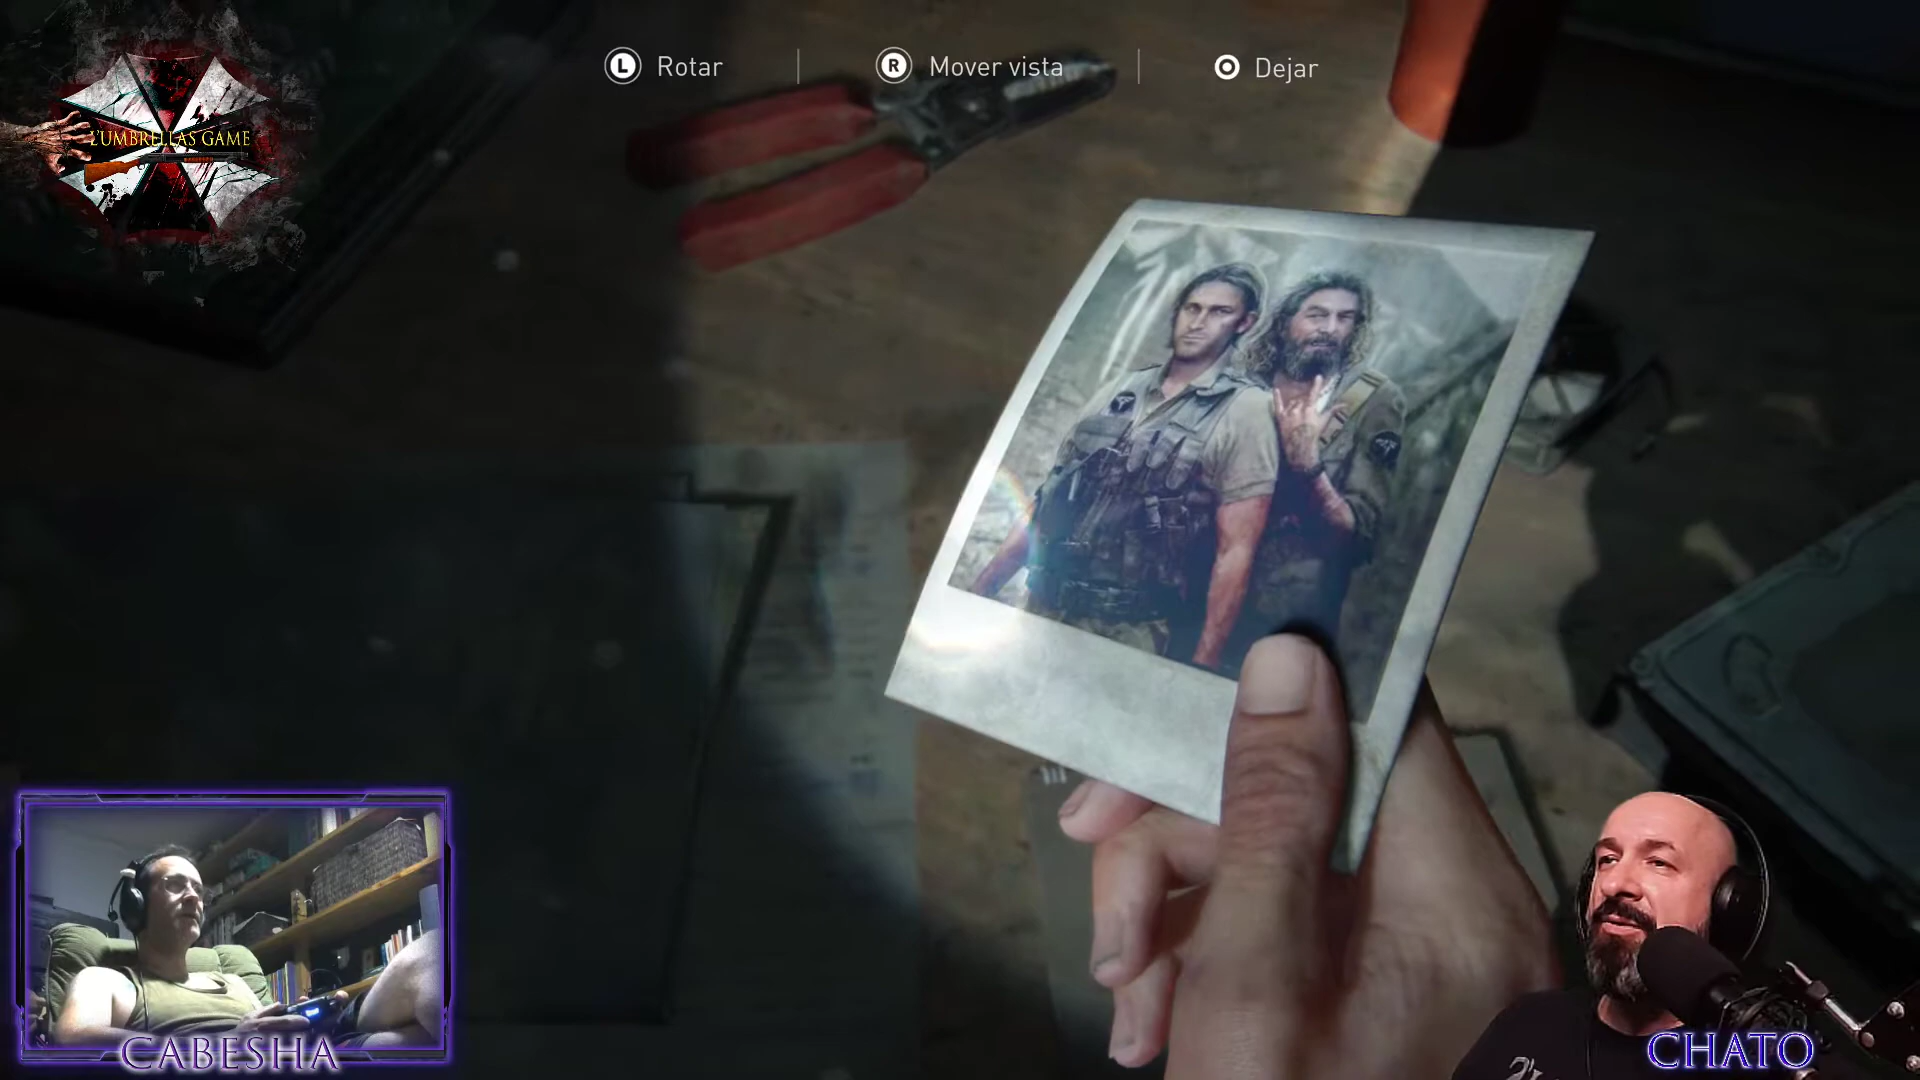 L Rotar
R Mover vista
Dejar
L'UMBRELLAS GAME
CABESHA
CHATO